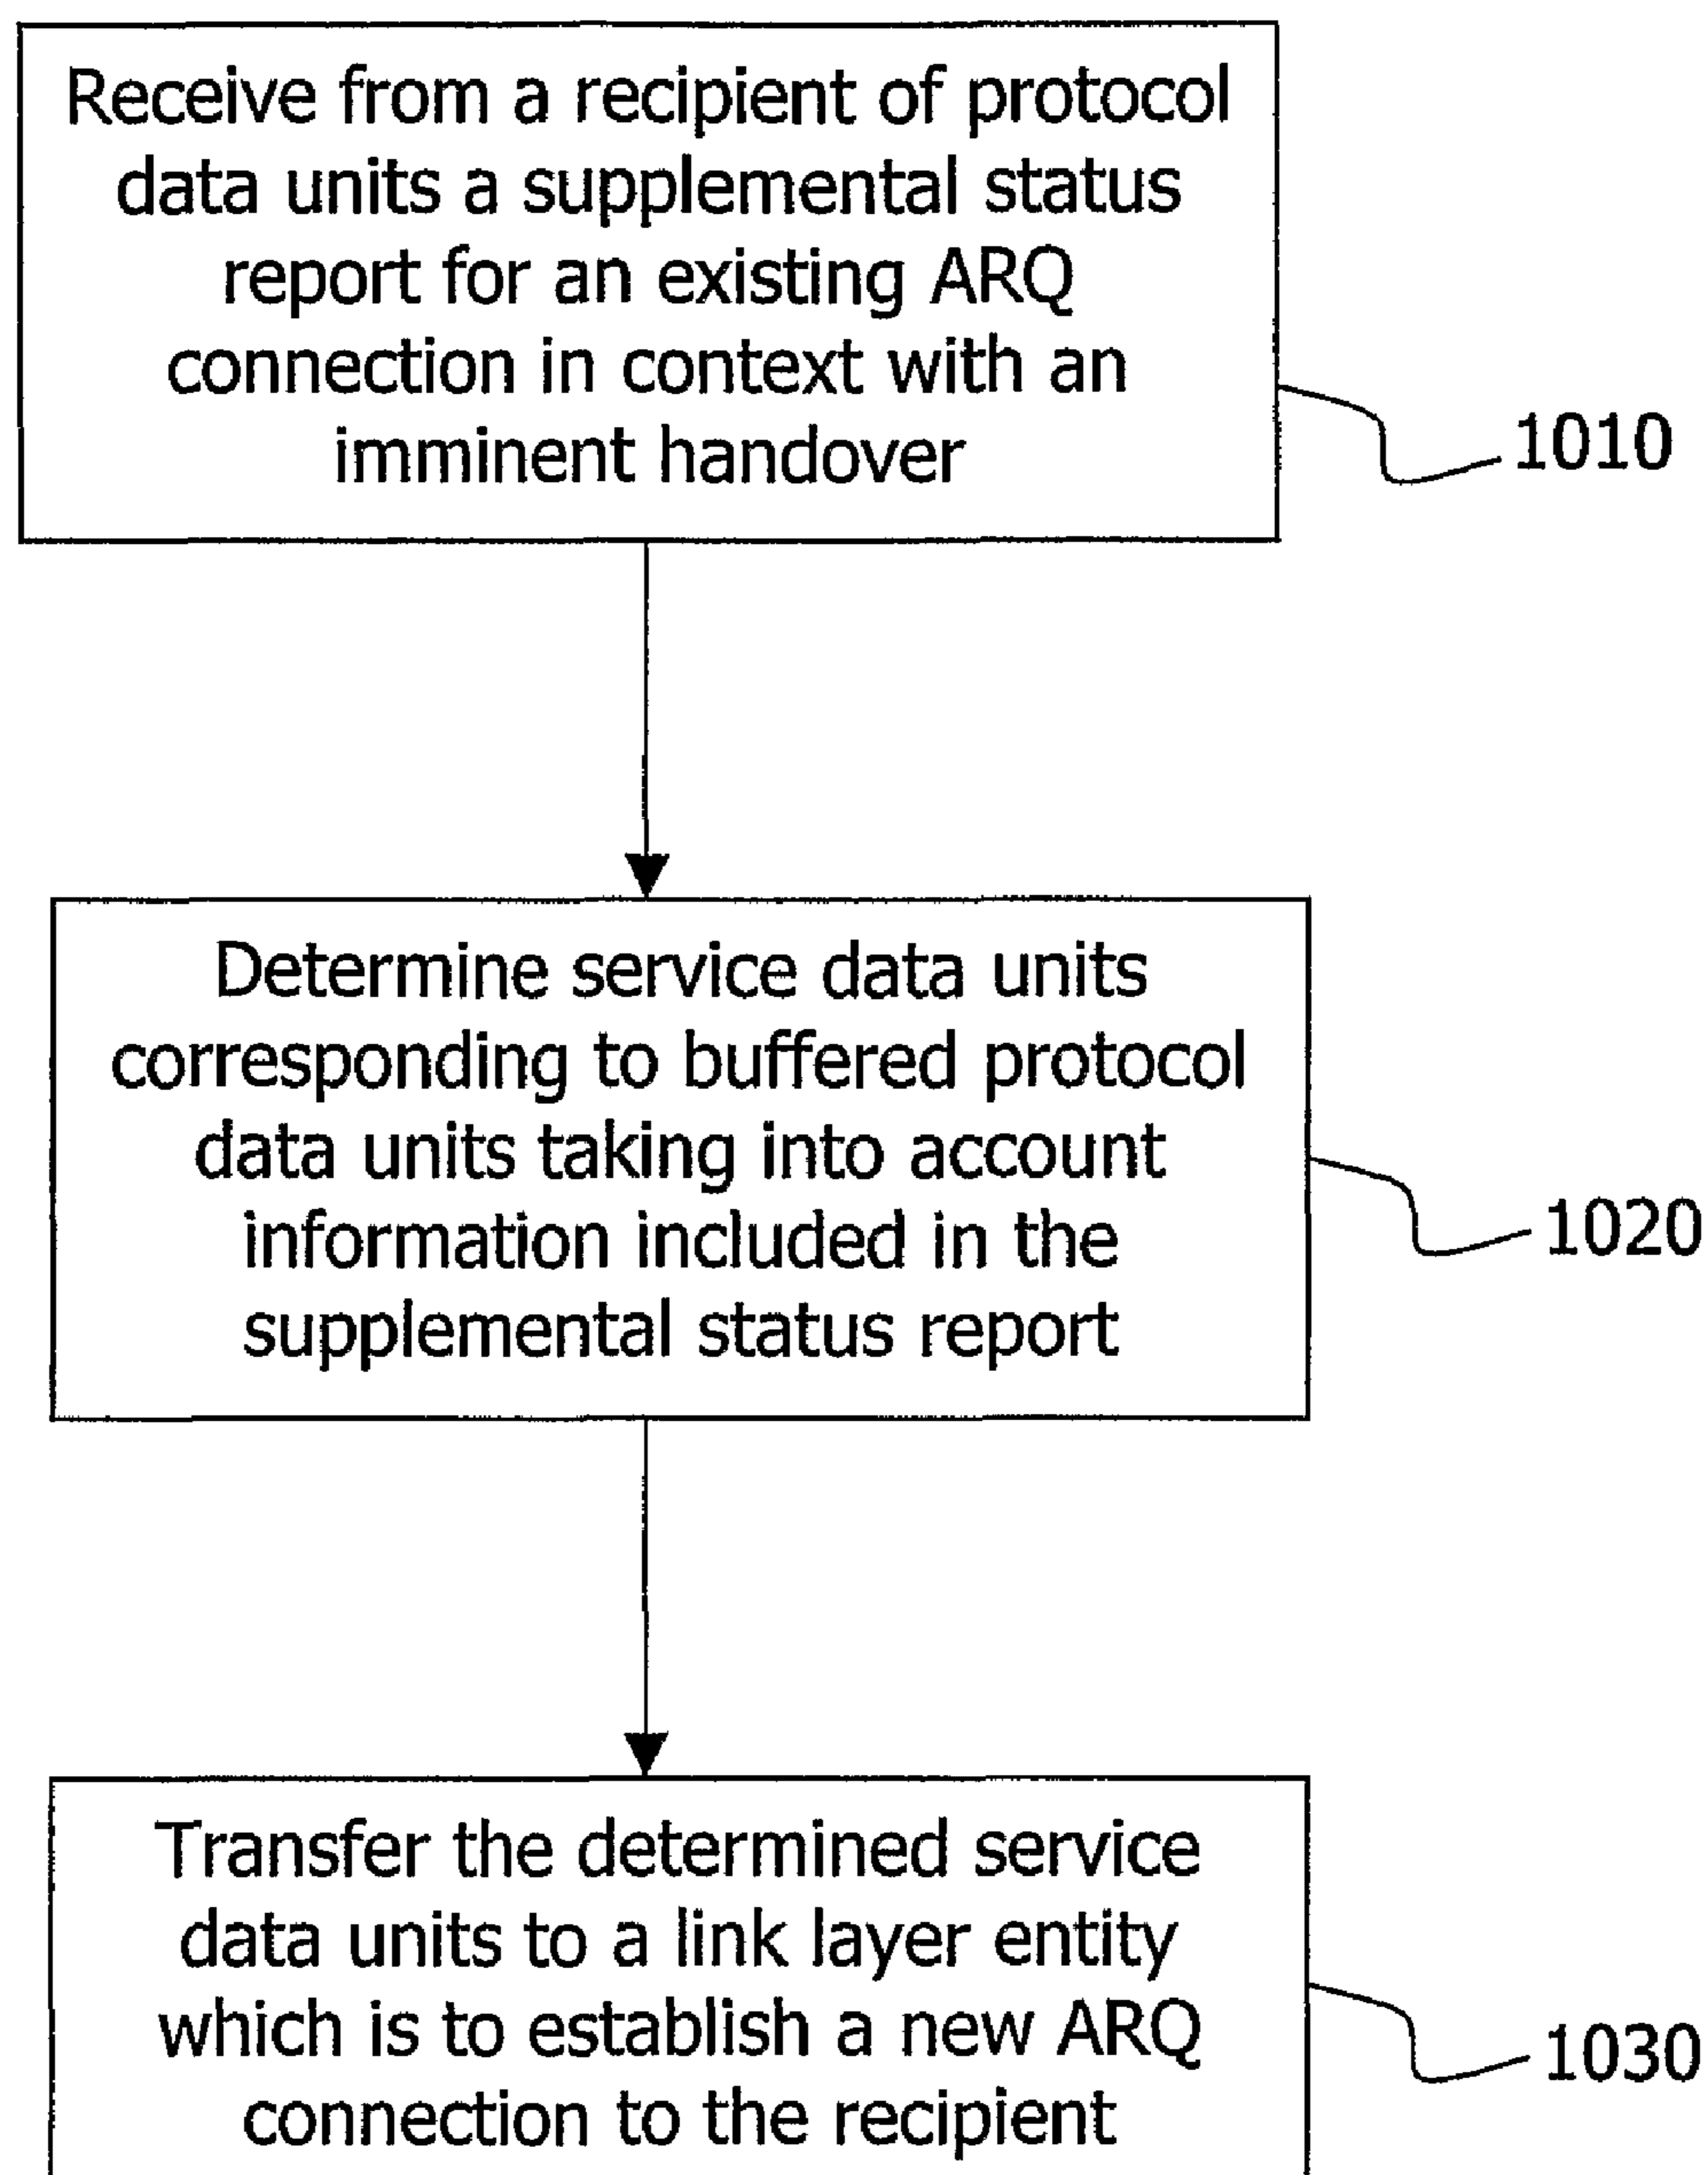 Receive from a recipient of protocol
data units a supplemental status
report for an existing ARQ
connection in context with an
imminent handover
1010
Determine service data units
corresponding to buffered protocol
data units taking into account
information included in the
supplemental status report
1020
Transfer the determined service
data units to a link layer entity
which is to establish a new ARQ
connection to the recipient
1030